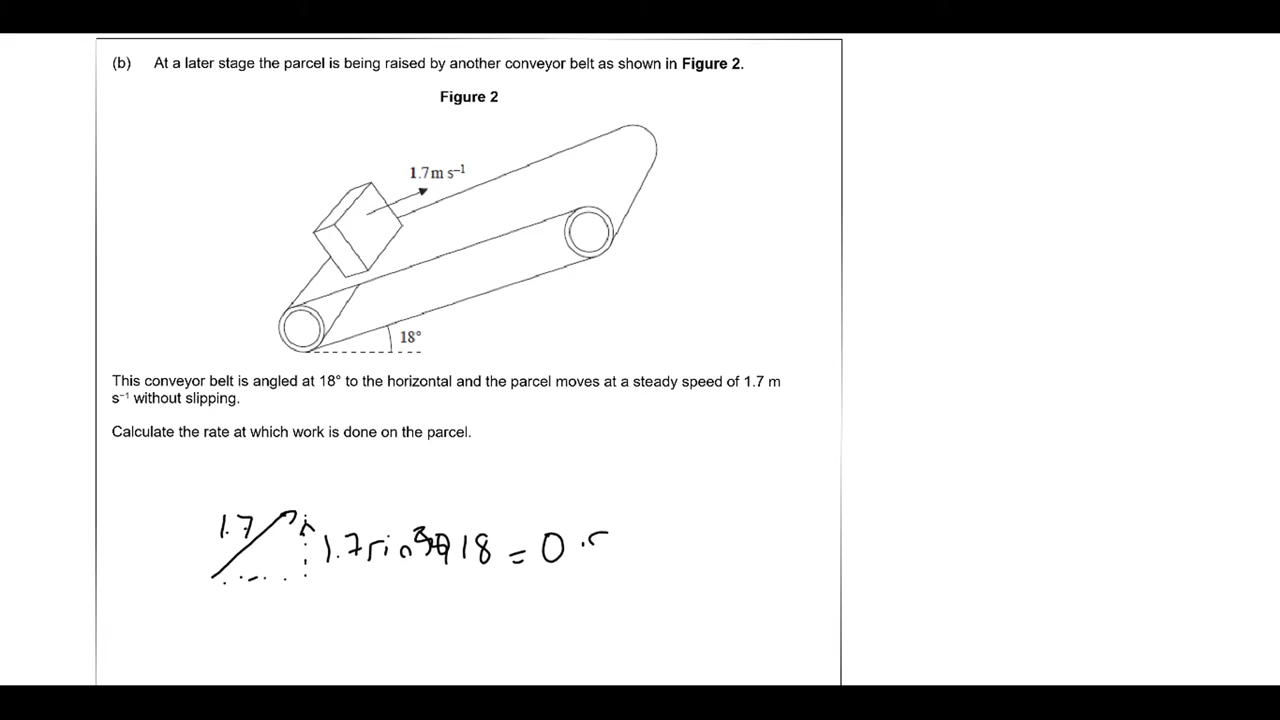 (b) At a later stage the parcel is being raised by another conveyor belt as shown in Figure 2.
Figure 2
1.7 m s⁻¹
18°
This conveyor belt is angled at 18° to the horizontal and the parcel moves at a steady speed of 1.7 m
s⁻¹ without slipping.
Calculate the rate at which work is done on the parcel.
1.7
1.7 sin 18 = 0.5